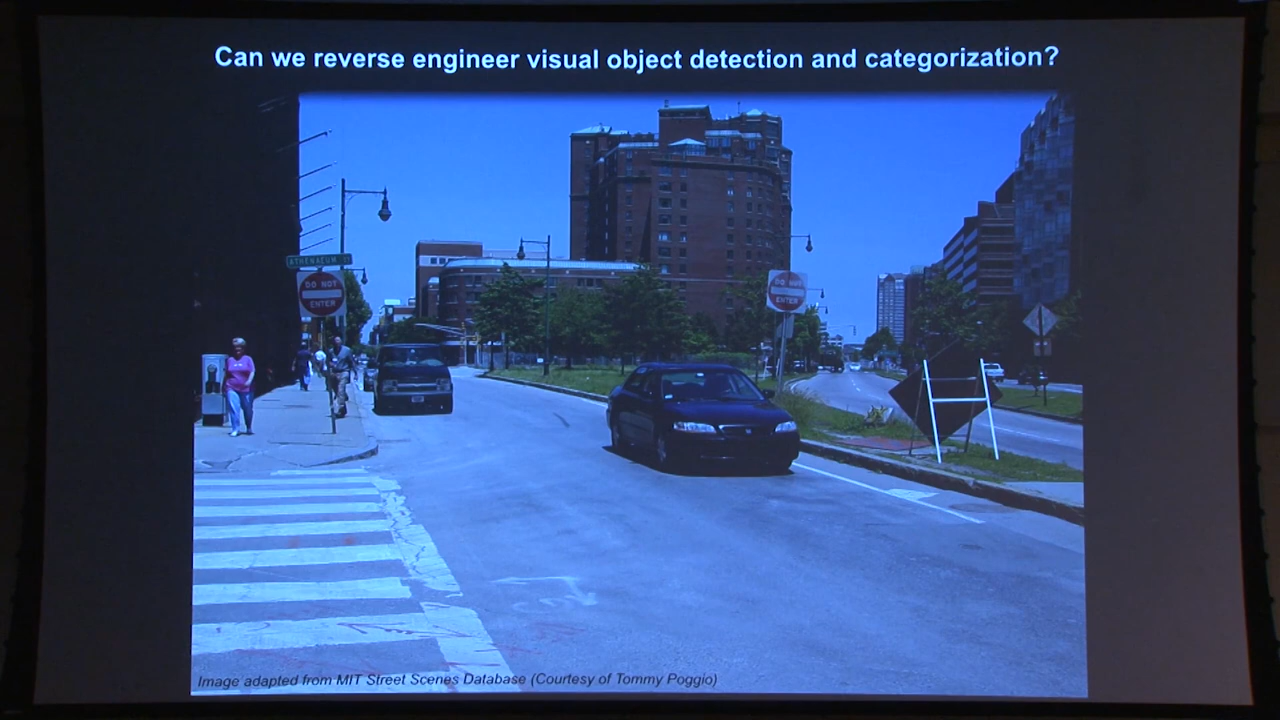 Can we reverse engineer visual object detection and categorization?
ATHENAEUM ST
DO NOT
ENTER
DO NOT
ENTER
Image adapted from MIT Street Scenes Database (Courtesy of Tommy Poggio)